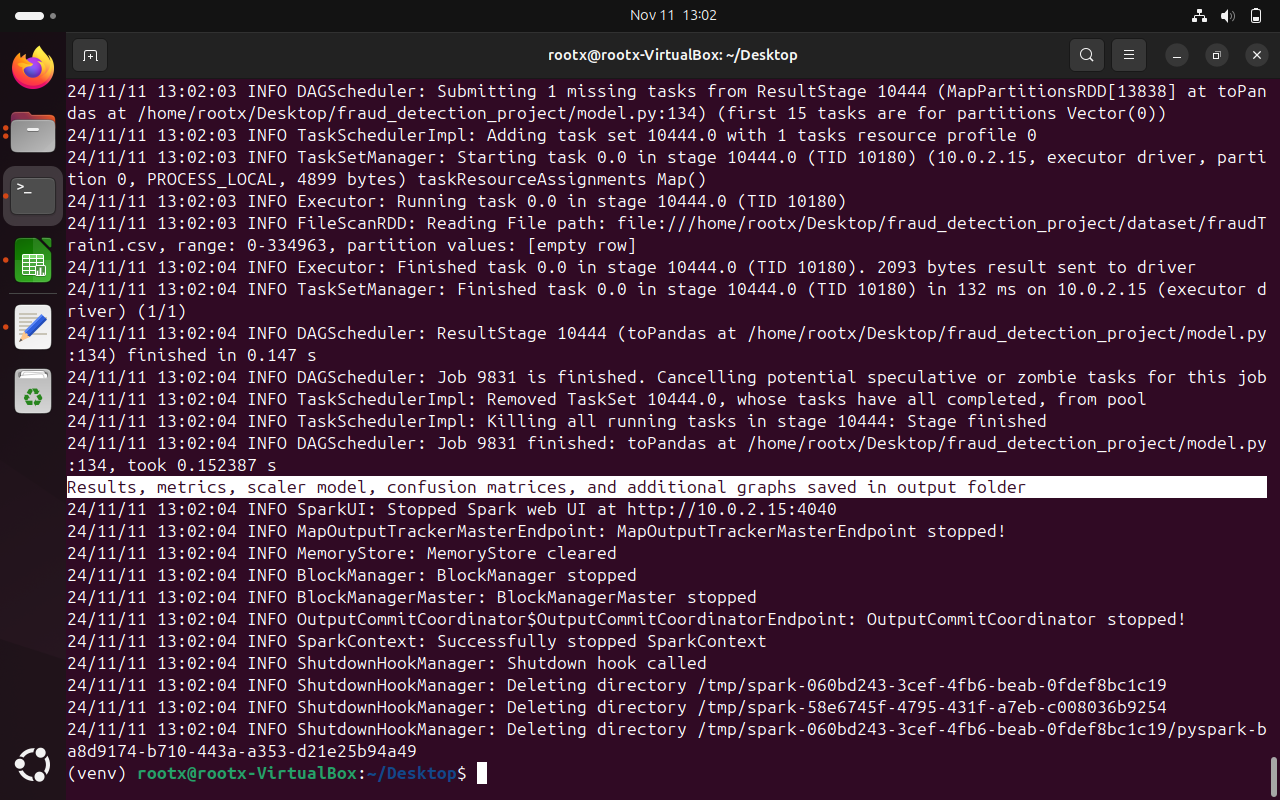 Nov 11 13:02
rootx@rootx-VirtualBox: ~/Desktop
24/11/11 13:02:03 INFO DAGScheduler: Submitting 1 missing tasks from ResultStage 10444 (MapPartitionsRDD[13838] at toPan
das at /home/rootx/Desktop/fraud_detection_project/model.py:134) (first 15 tasks are for partitions Vector(0))
24/11/11 13:02:03 INFO TaskSchedulerImpl: Adding task set 10444.0 with 1 tasks resource profile 0
24/11/11 13:02:03 INFO TaskSetManager: Starting task 0.0 in stage 10444.0 (TID 10180) (10.0.2.15, executor driver, parti
tion 0, PROCESS_LOCAL, 4899 bytes) taskResourceAssignments Map()
24/11/11 13:02:03 INFO Executor: Running task 0.0 in stage 10444.0 (TID 10180)
24/11/11 13:02:03 INFO FileScanRDD: Reading File path: file:///home/rootx/Desktop/fraud_detection_project/dataset/fraudT
rain1.csv, range: 0-334963, partition values: [empty row]
24/11/11 13:02:04 INFO Executor: Finished task 0.0 in stage 10444.0 (TID 10180). 2093 bytes result sent to driver
24/11/11 13:02:04 INFO TaskSetManager: Finished task 0.0 in stage 10444.0 (TID 10180) in 132 ms on 10.0.2.15 (executor d
river) (1/1)
24/11/11 13:02:04 INFO DAGScheduler: ResultStage 10444 (toPandas at /home/rootx/Desktop/fraud_detection_project/model.py
:134) finished in 0.147 s
24/11/11 13:02:04 INFO DAGScheduler: Job 9831 is finished. Cancelling potential speculative or zombie tasks for this job
24/11/11 13:02:04 INFO TaskSchedulerImpl: Removed TaskSet 10444.0, whose tasks have all completed, from pool
24/11/11 13:02:04 INFO TaskSchedulerImpl: Killing all running tasks in stage 10444: Stage finished
24/11/11 13:02:04 INFO DAGScheduler: Job 9831 finished: toPandas at /home/rootx/Desktop/fraud_detection_project/model.py
:134, took 0.152387 s
Results, metrics, scaler model, confusion matrices, and additional graphs saved in output folder
24/11/11 13:02:04 INFO SparkUI: Stopped Spark web UI at http://10.0.2.15:4040
24/11/11 13:02:04 INFO MapOutputTrackerMasterEndpoint: MapOutputTrackerMasterEndpoint stopped!
24/11/11 13:02:04 INFO MemoryStore: MemoryStore cleared
24/11/11 13:02:04 INFO BlockManager: BlockManager stopped
24/11/11 13:02:04 INFO BlockManagerMaster: BlockManagerMaster stopped
24/11/11 13:02:04 INFO OutputCommitCoordinator$OutputCommitCoordinatorEndpoint: OutputCommitCoordinator stopped!
24/11/11 13:02:04 INFO SparkContext: Successfully stopped SparkContext
24/11/11 13:02:04 INFO ShutdownHookManager: Shutdown hook called
24/11/11 13:02:04 INFO ShutdownHookManager: Deleting directory /tmp/spark-060bd243-3cef-4fb6-beab-0fdef8bc1c19
24/11/11 13:02:04 INFO ShutdownHookManager: Deleting directory /tmp/spark-58e6745f-4795-431f-a7eb-c008036b9254
24/11/11 13:02:04 INFO ShutdownHookManager: Deleting directory /tmp/spark-060bd243-3cef-4fb6-beab-0fdef8bc1c19/pyspark-b
a8d9174-b710-443a-a353-d21e25b94a49
(venv) rootx@rootx-VirtualBox:~/Desktop$